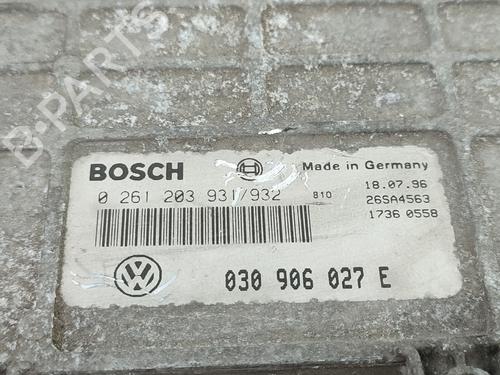 B-PARTS
BOSCH
Made in Germany
0 261 203 931/932
810
18.07.96
26SA4563
1736 0558
030 906 027 E